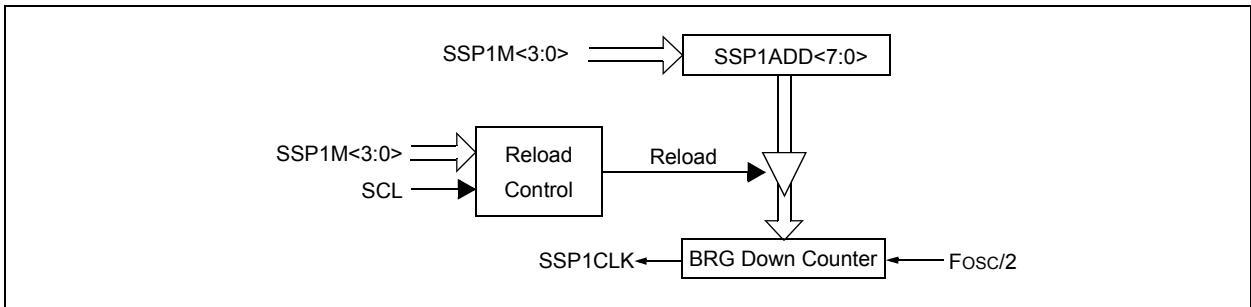 SSP1M<3:0>
SSP1ADD<7:0>
SSP1M<3:0>
SCL
Reload
Control
Reload
SSP1CLK
BRG Down Counter
Fosc/2